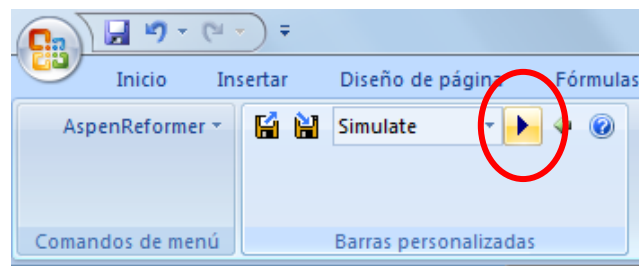 Inicio Insertar Diseño de página Fórmulas
AspenReformer Simulate
Comandos de menú Barras personalizadas